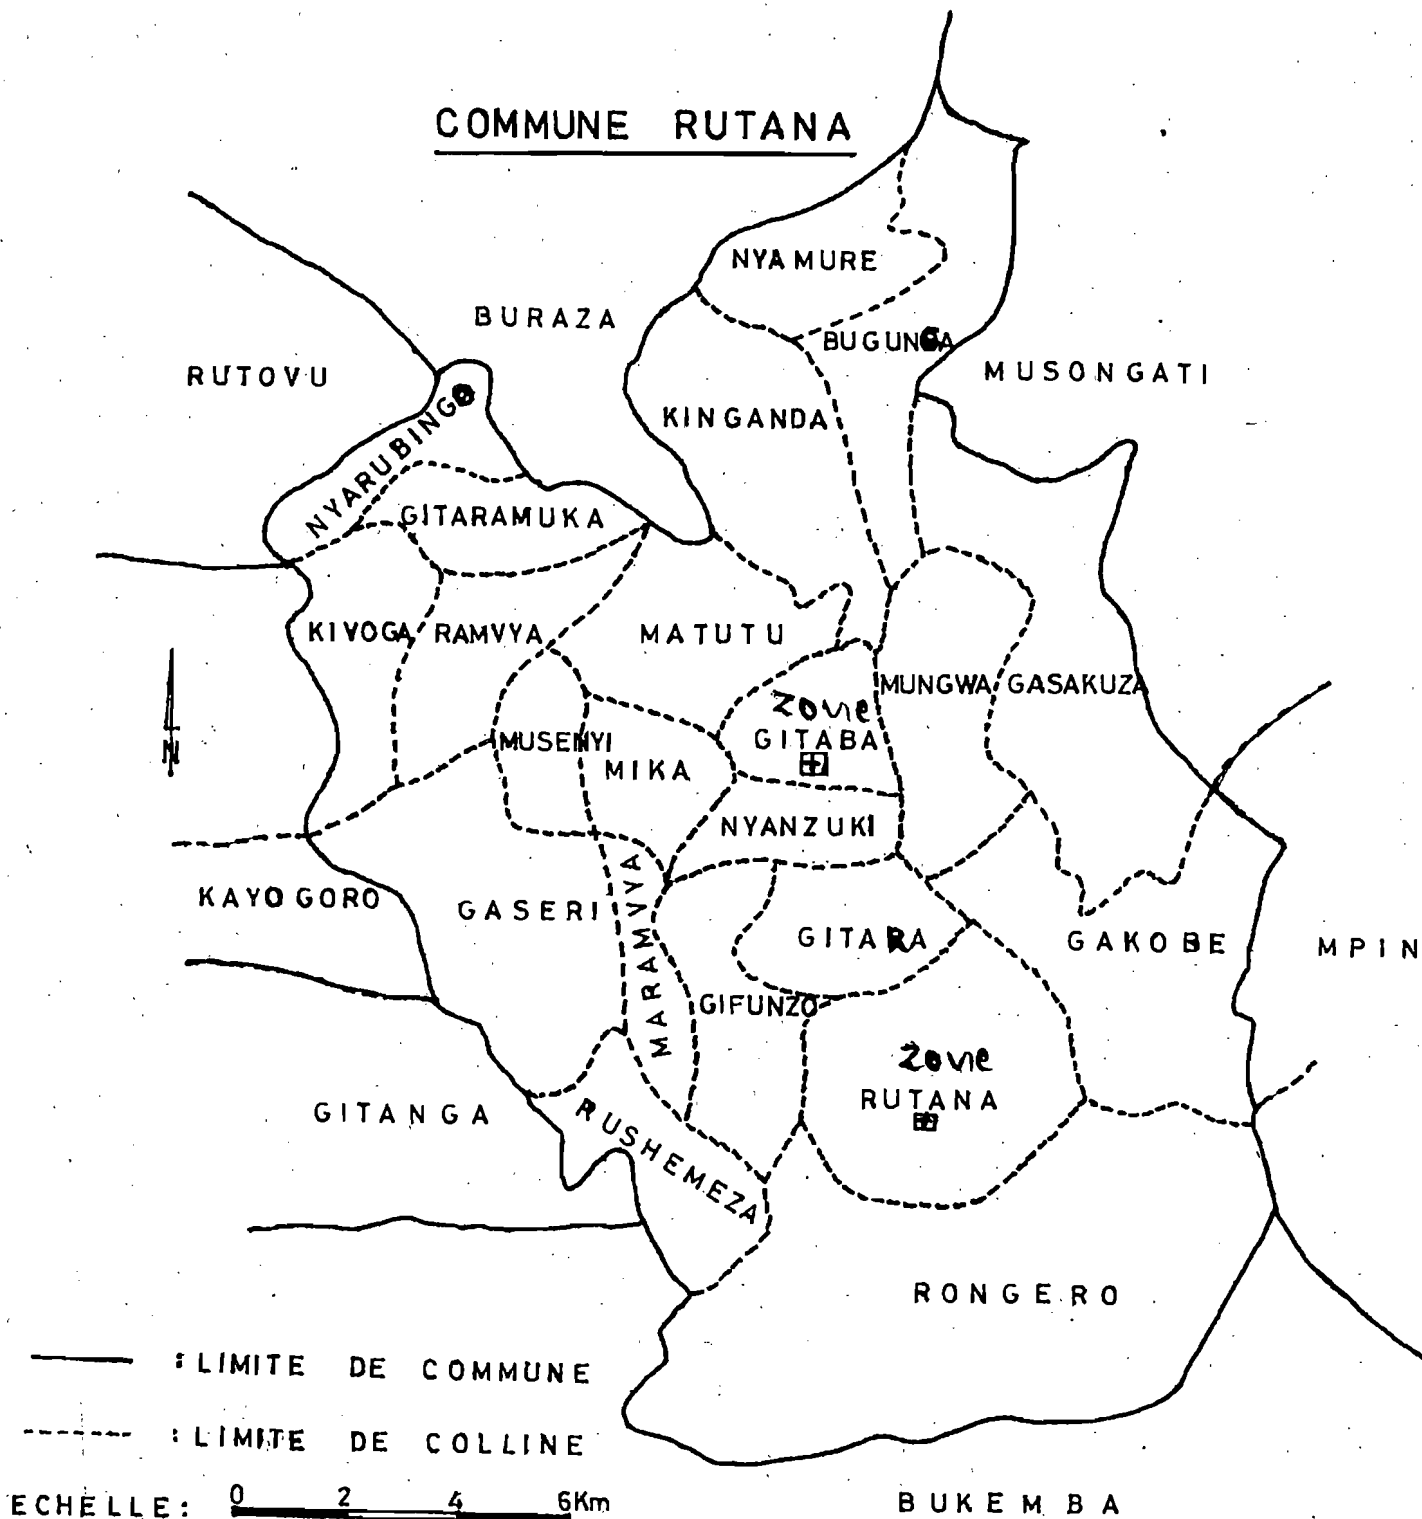 COMMUNE RUTANA
NYAMURE
BURAZA
BUGUNGA
RUTOVU
MUSONGATI
NYARUBINGO
KINGANDA
GITARAMUKA
KIVOGA
RAMVYA
MATUTU
MUNGWA
GASAKUZA
ZONE
GITABA
N
MUSENYI
MIKA
NYANZUKI
KAYOGORO
GASERI
MARAMVYA
GITARA
GAKOBE
MPIN
GIFUNZO
ZONE
RUTANA
GITANGA
RUSHEMEZA
RONGERO
: LIMITE DE COMMUNE
: LIMITE DE COLLINE
ECHELLE: 0 2 4 6Km
BUKEMBA